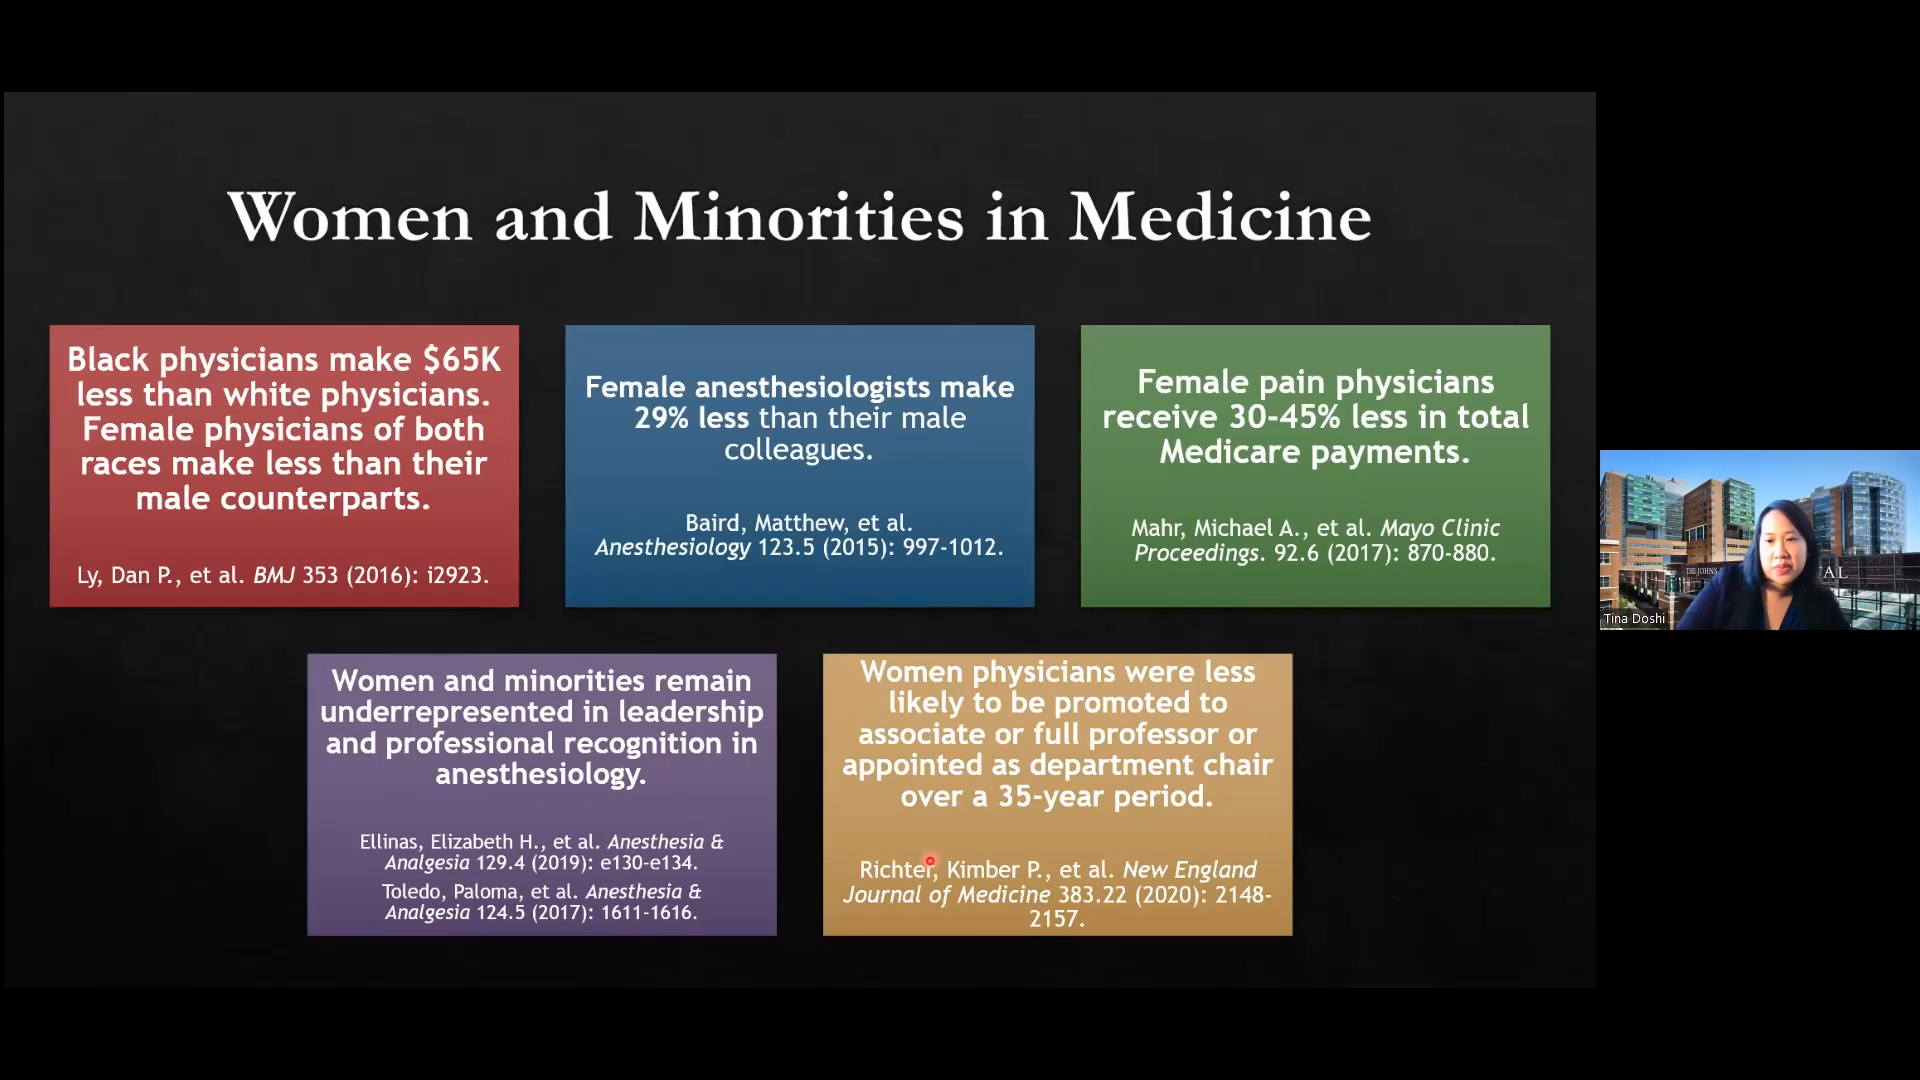 Women and Minorities in Medicine
Black physicians make $65K
less than white physicians.
Female physicians of both
races make less than their
male counterparts.
Ly, Dan P., et al. BMJ 353 (2016): i2923.
Female anesthesiologists make
29% less than their male
colleagues.
Baird, Matthew, et al.
Anesthesiology 123.5 (2015): 997-1012.
Female pain physicians
receive 30-45% less in total
Medicare payments.
Mahr, Michael A., et al. Mayo Clinic
Proceedings. 92.6 (2017): 870-880.
Women and minorities remain
underrepresented in leadership
and professional recognition in
anesthesiology.
Ellinas, Elizabeth H., et al. Anesthesia &
Analgesia 129.4 (2019): e130-e134.
Toledo, Paloma, et al. Anesthesia &
Analgesia 124.5 (2017): 1611-1616.
Women physicians were less
likely to be promoted to
associate or full professor or
appointed as department chair
over a 35-year period.
Richter, Kimber P., et al. New England
Journal of Medicine 383.22 (2020): 2148-
2157.
THE JOHNS
TAL
Tina Doshi